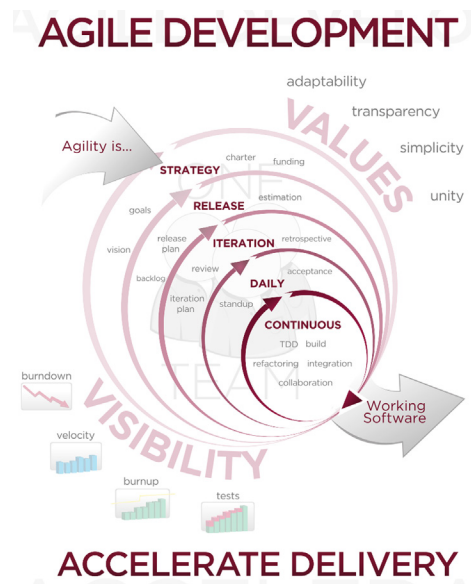 AGILE DEVELOPMENT
adaptability
transparency
simplicity
unity
VALUES
Agility is...
STRATEGY
charter
funding
goals
vision
RELEASE
estimation
release
plan
backlog
ITERATION
retrospective
review
iteration
plan
DAILY
acceptance
standup
CONTINUOUS
TDD
build
refactoring
integration
collaboration
ONE
TEAM
Working
Software
VISIBILITY
burndown
velocity
burnup
tests
ACCELERATE DELIVERY